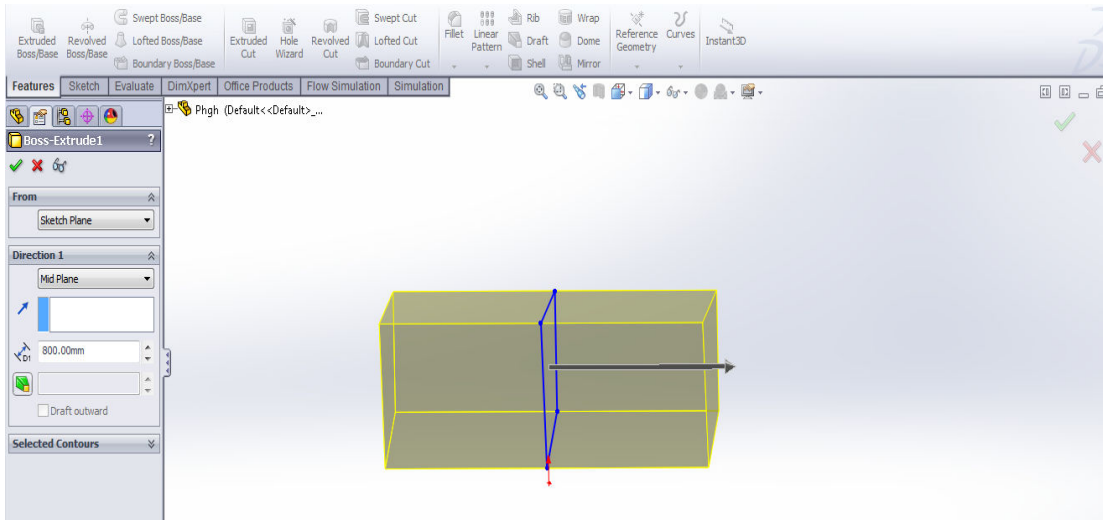 Extruded Boss/Base
Revolved Boss/Base
Swept Boss/Base
Lofted Boss/Base
Boundary Boss/Base
Extruded Cut
Hole Wizard
Revolved Cut
Swept Cut
Lofted Cut
Boundary Cut
Fillet
Linear Pattern
Rib
Draft
Shell
Wrap
Dome
Mirror
Reference Geometry
Curves
Instant3D
Features Sketch Evaluate DimXpert Office Products Flow Simulation Simulation
Phgh (Default<<Default>_...
Boss-Extrude1 ?
From
Sketch Plane
Direction 1
Mid Plane
D1 800.00mm
Draft outward
Selected Contours